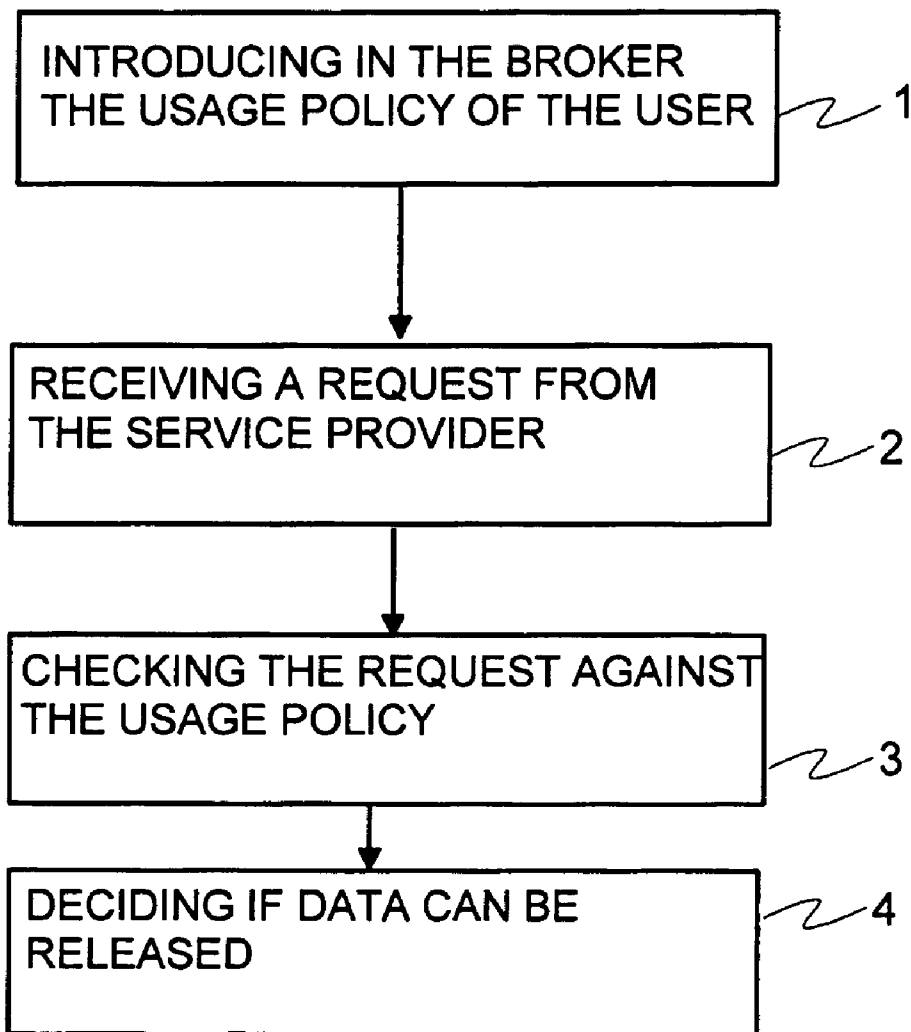 INTRODUCING IN THE BROKER
THE USAGE POLICY OF THE USER
1
RECEIVING A REQUEST FROM
THE SERVICE PROVIDER
2
CHECKING THE REQUEST AGAINST
THE USAGE POLICY
3
DECIDING IF DATA CAN BE
RELEASED
4